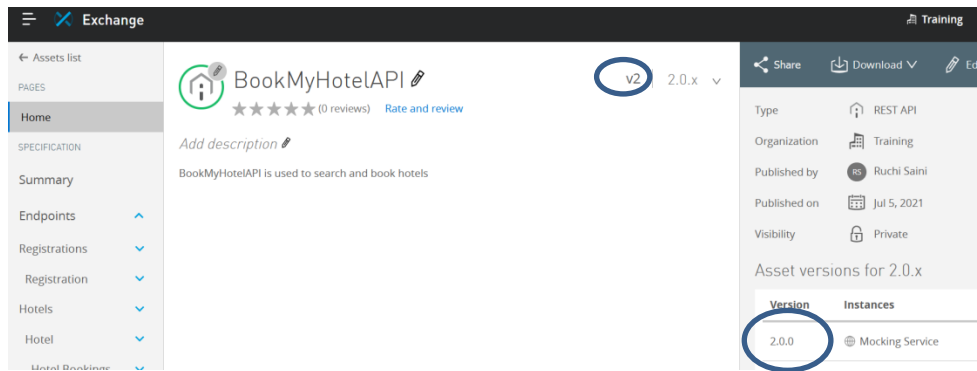 Exchange
Training
Assets list
PAGES
Home
SPECIFICATION
Summary
Endpoints
Registrations
Registration
Hotels
Hotel
Hotel Bookings
BookMyHotelAPI
v2
2.0.x
(0 reviews) Rate and review
Add description
BookMyHotelAPI is used to search and book hotels
Share Download
Type REST API
Organization Training
Published by RS Ruchi Saini
Published on Jul 5, 2021
Visibility Private
Asset versions for 2.0.x
Version Instances
2.0.0 Mocking Service